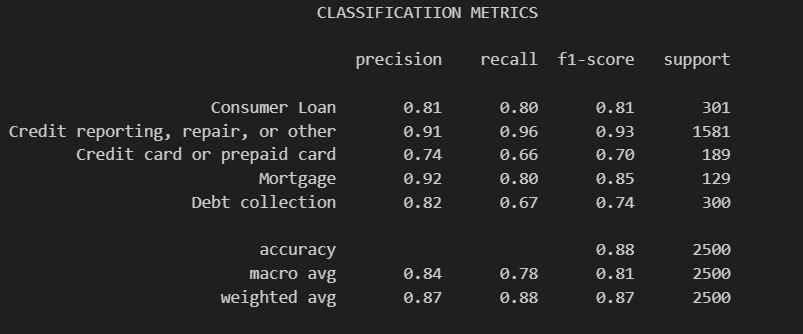 CLASSIFICATIION METRICS
precision recall f1-score support
Consumer Loan 0.81 0.80 0.81 301
Credit reporting, repair, or other 0.91 0.96 0.93 1581
Credit card or prepaid card 0.74 0.66 0.70 189
Mortgage 0.92 0.80 0.85 129
Debt collection 0.82 0.67 0.74 300
accuracy 0.88 2500
macro avg 0.84 0.78 0.81 2500
weighted avg 0.87 0.88 0.87 2500